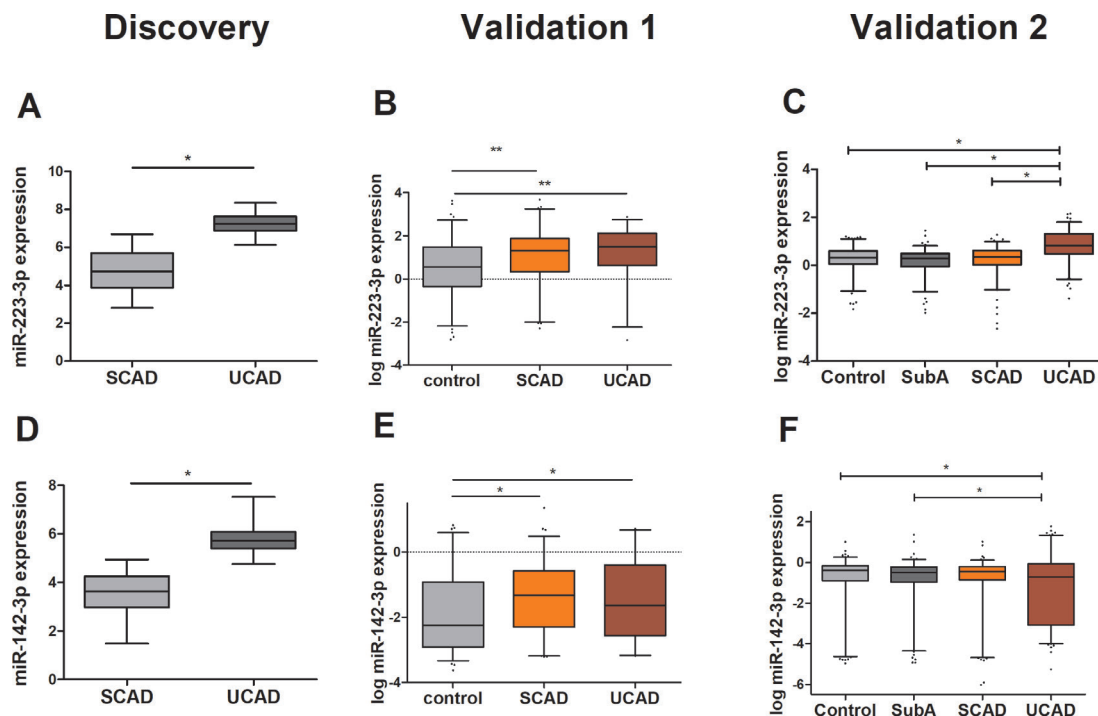 Discovery
Validation 1
Validation 2
A
*
miR-223-3p expression
10
8
6
4
2
0
SCAD UCAD
B
**
**
log miR-223-3p expression
4
2
0
-2
-4
control SCAD UCAD
C
*
*
*
log miR-223-3p expression
4
2
0
-2
-4
Control SubA SCAD UCAD
D
*
miR-142-3p expression
8
6
4
2
0
SCAD UCAD
E
*
*
log miR-142-3p expression
0
-2
-4
control SCAD UCAD
F
*
*
log miR-142-3p expression
2
-0
-2
-4
-6
Control SubA SCAD UCAD